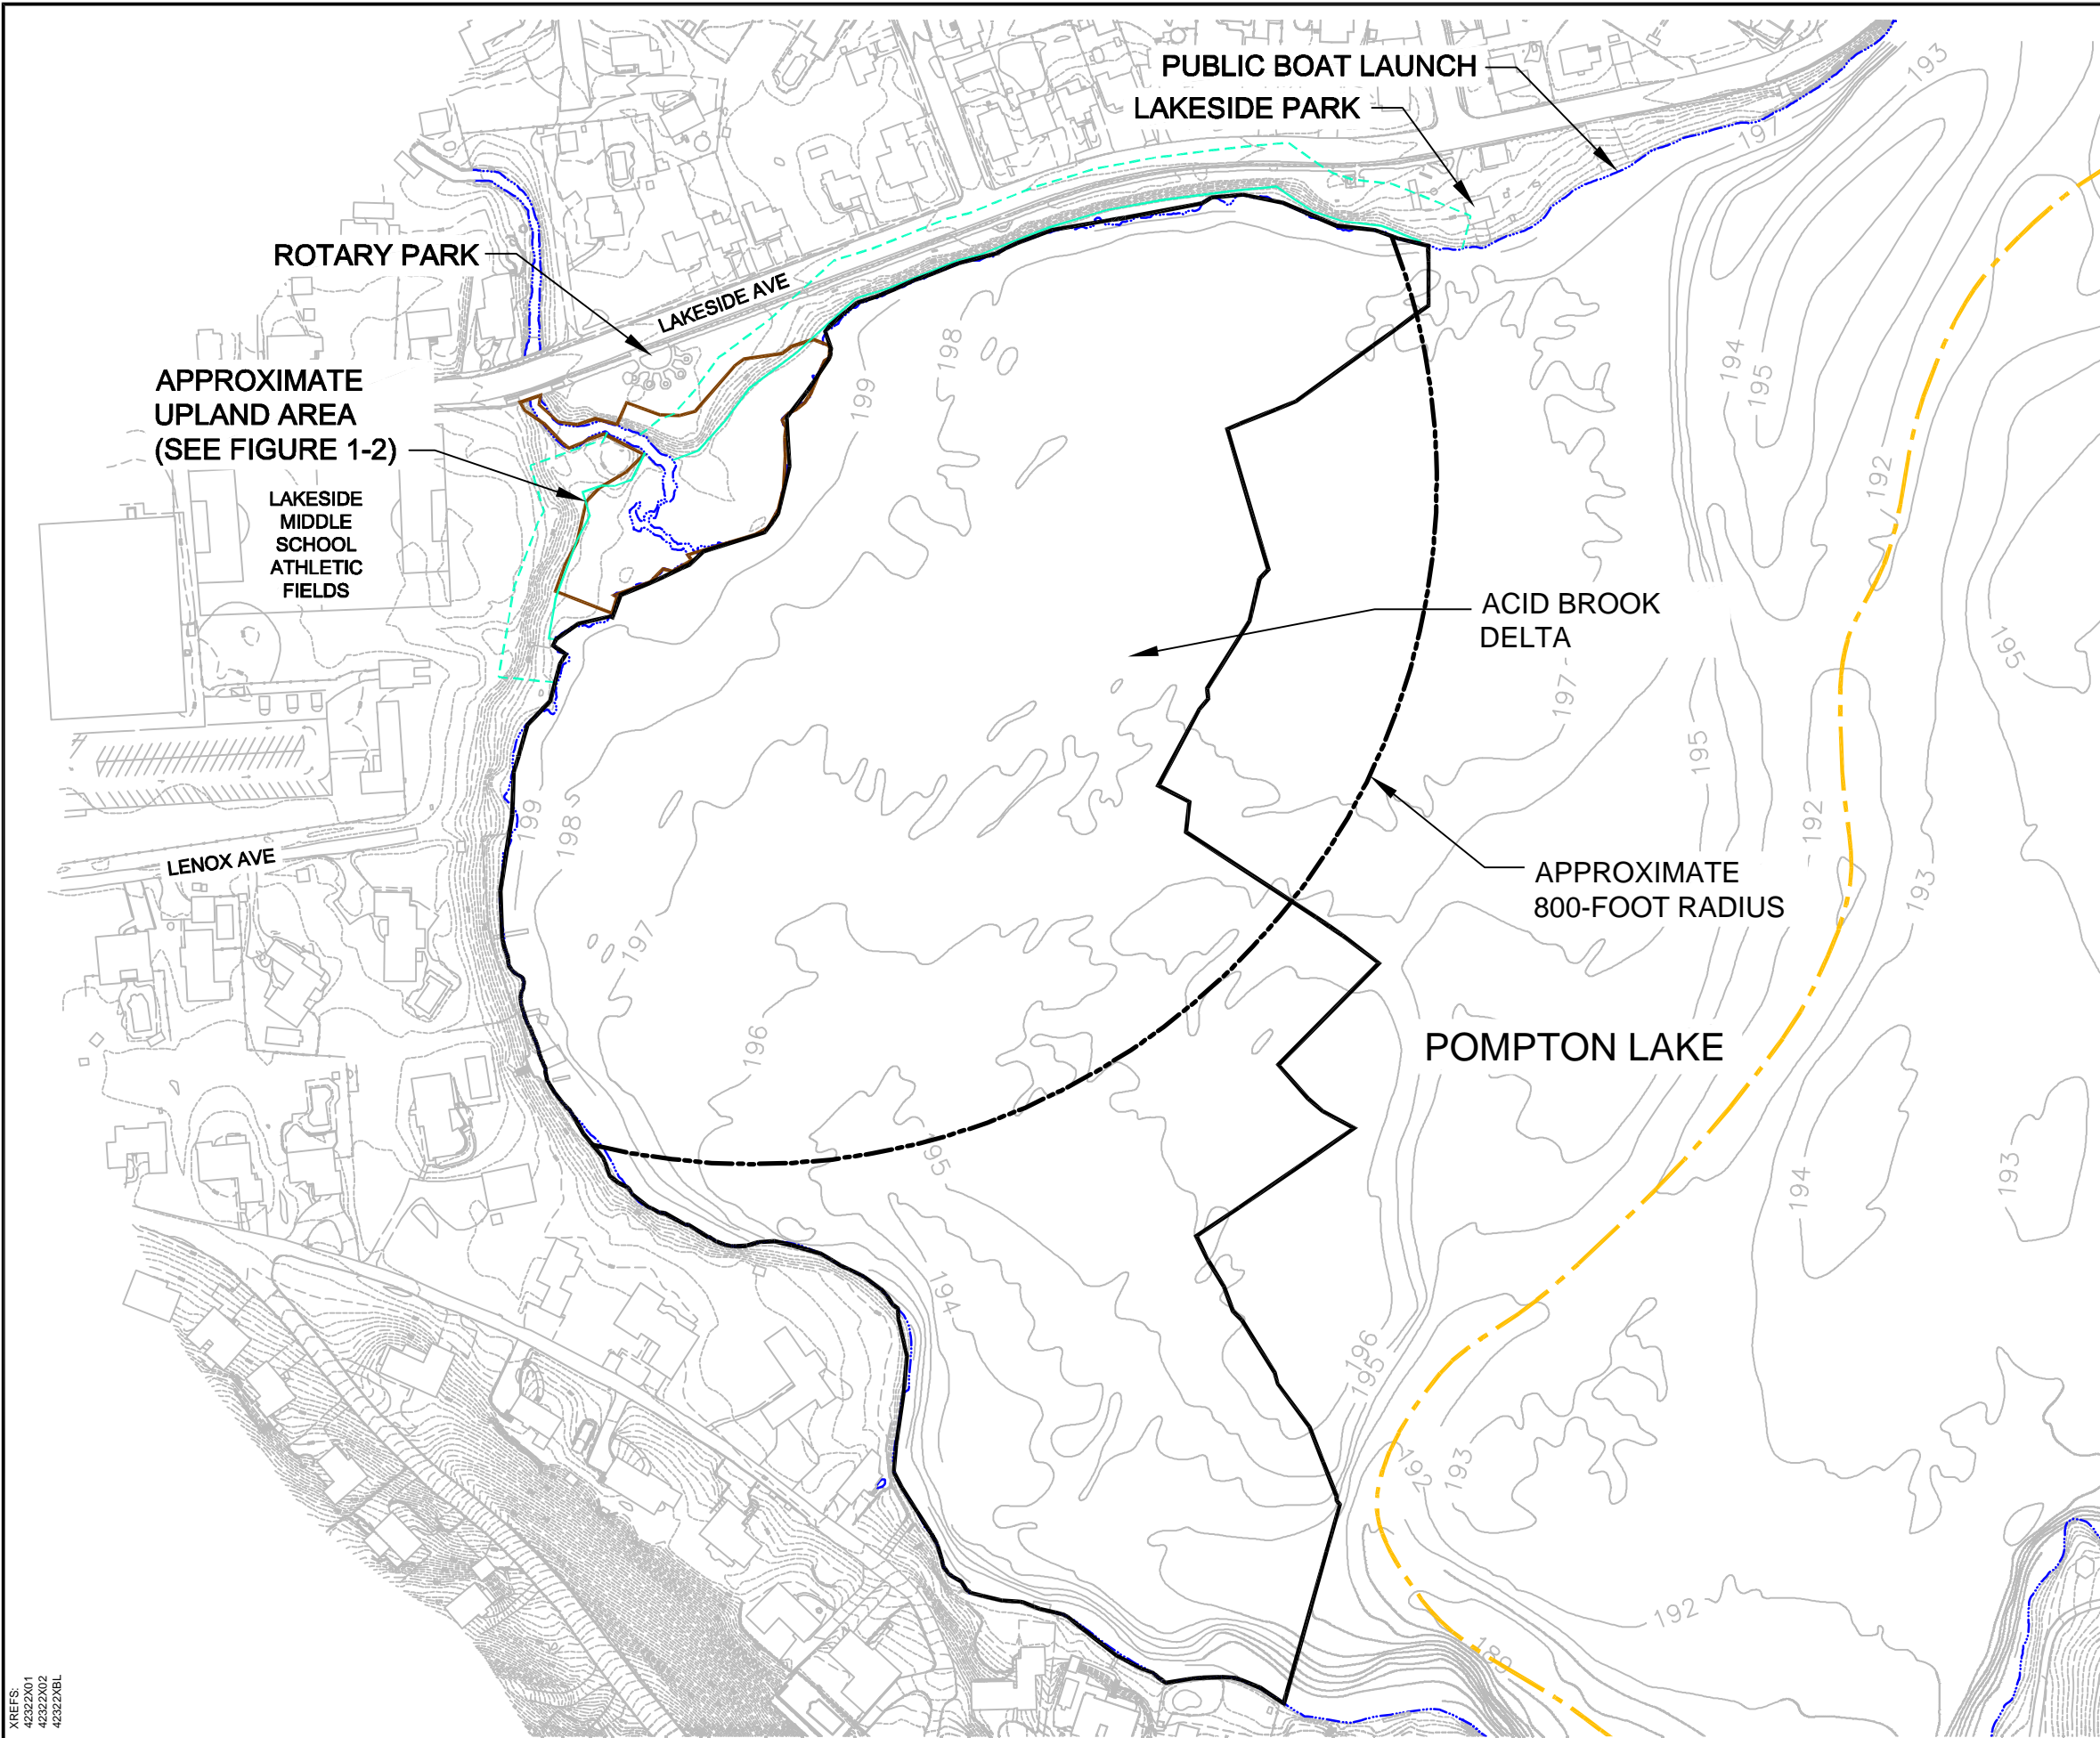 PUBLIC BOAT LAUNCH
LAKESIDE PARK
193
197
ROTARY PARK
LAKESIDE AVE
198
199
194
195
192
APPROXIMATE
UPLAND AREA
(SEE FIGURE 1-2)
LAKESIDE
MIDDLE
SCHOOL
ATHLETIC
FIELDS
ACID BROOK
DELTA
195
197
195
192
199
198
LENOX AVE
APPROXIMATE
800-FOOT RADIUS
193
197
196
POMPTON LAKE
195
194
193
194
196
195
193
193
192
189
XREFS:
42322X01
42322X02
42322XBL